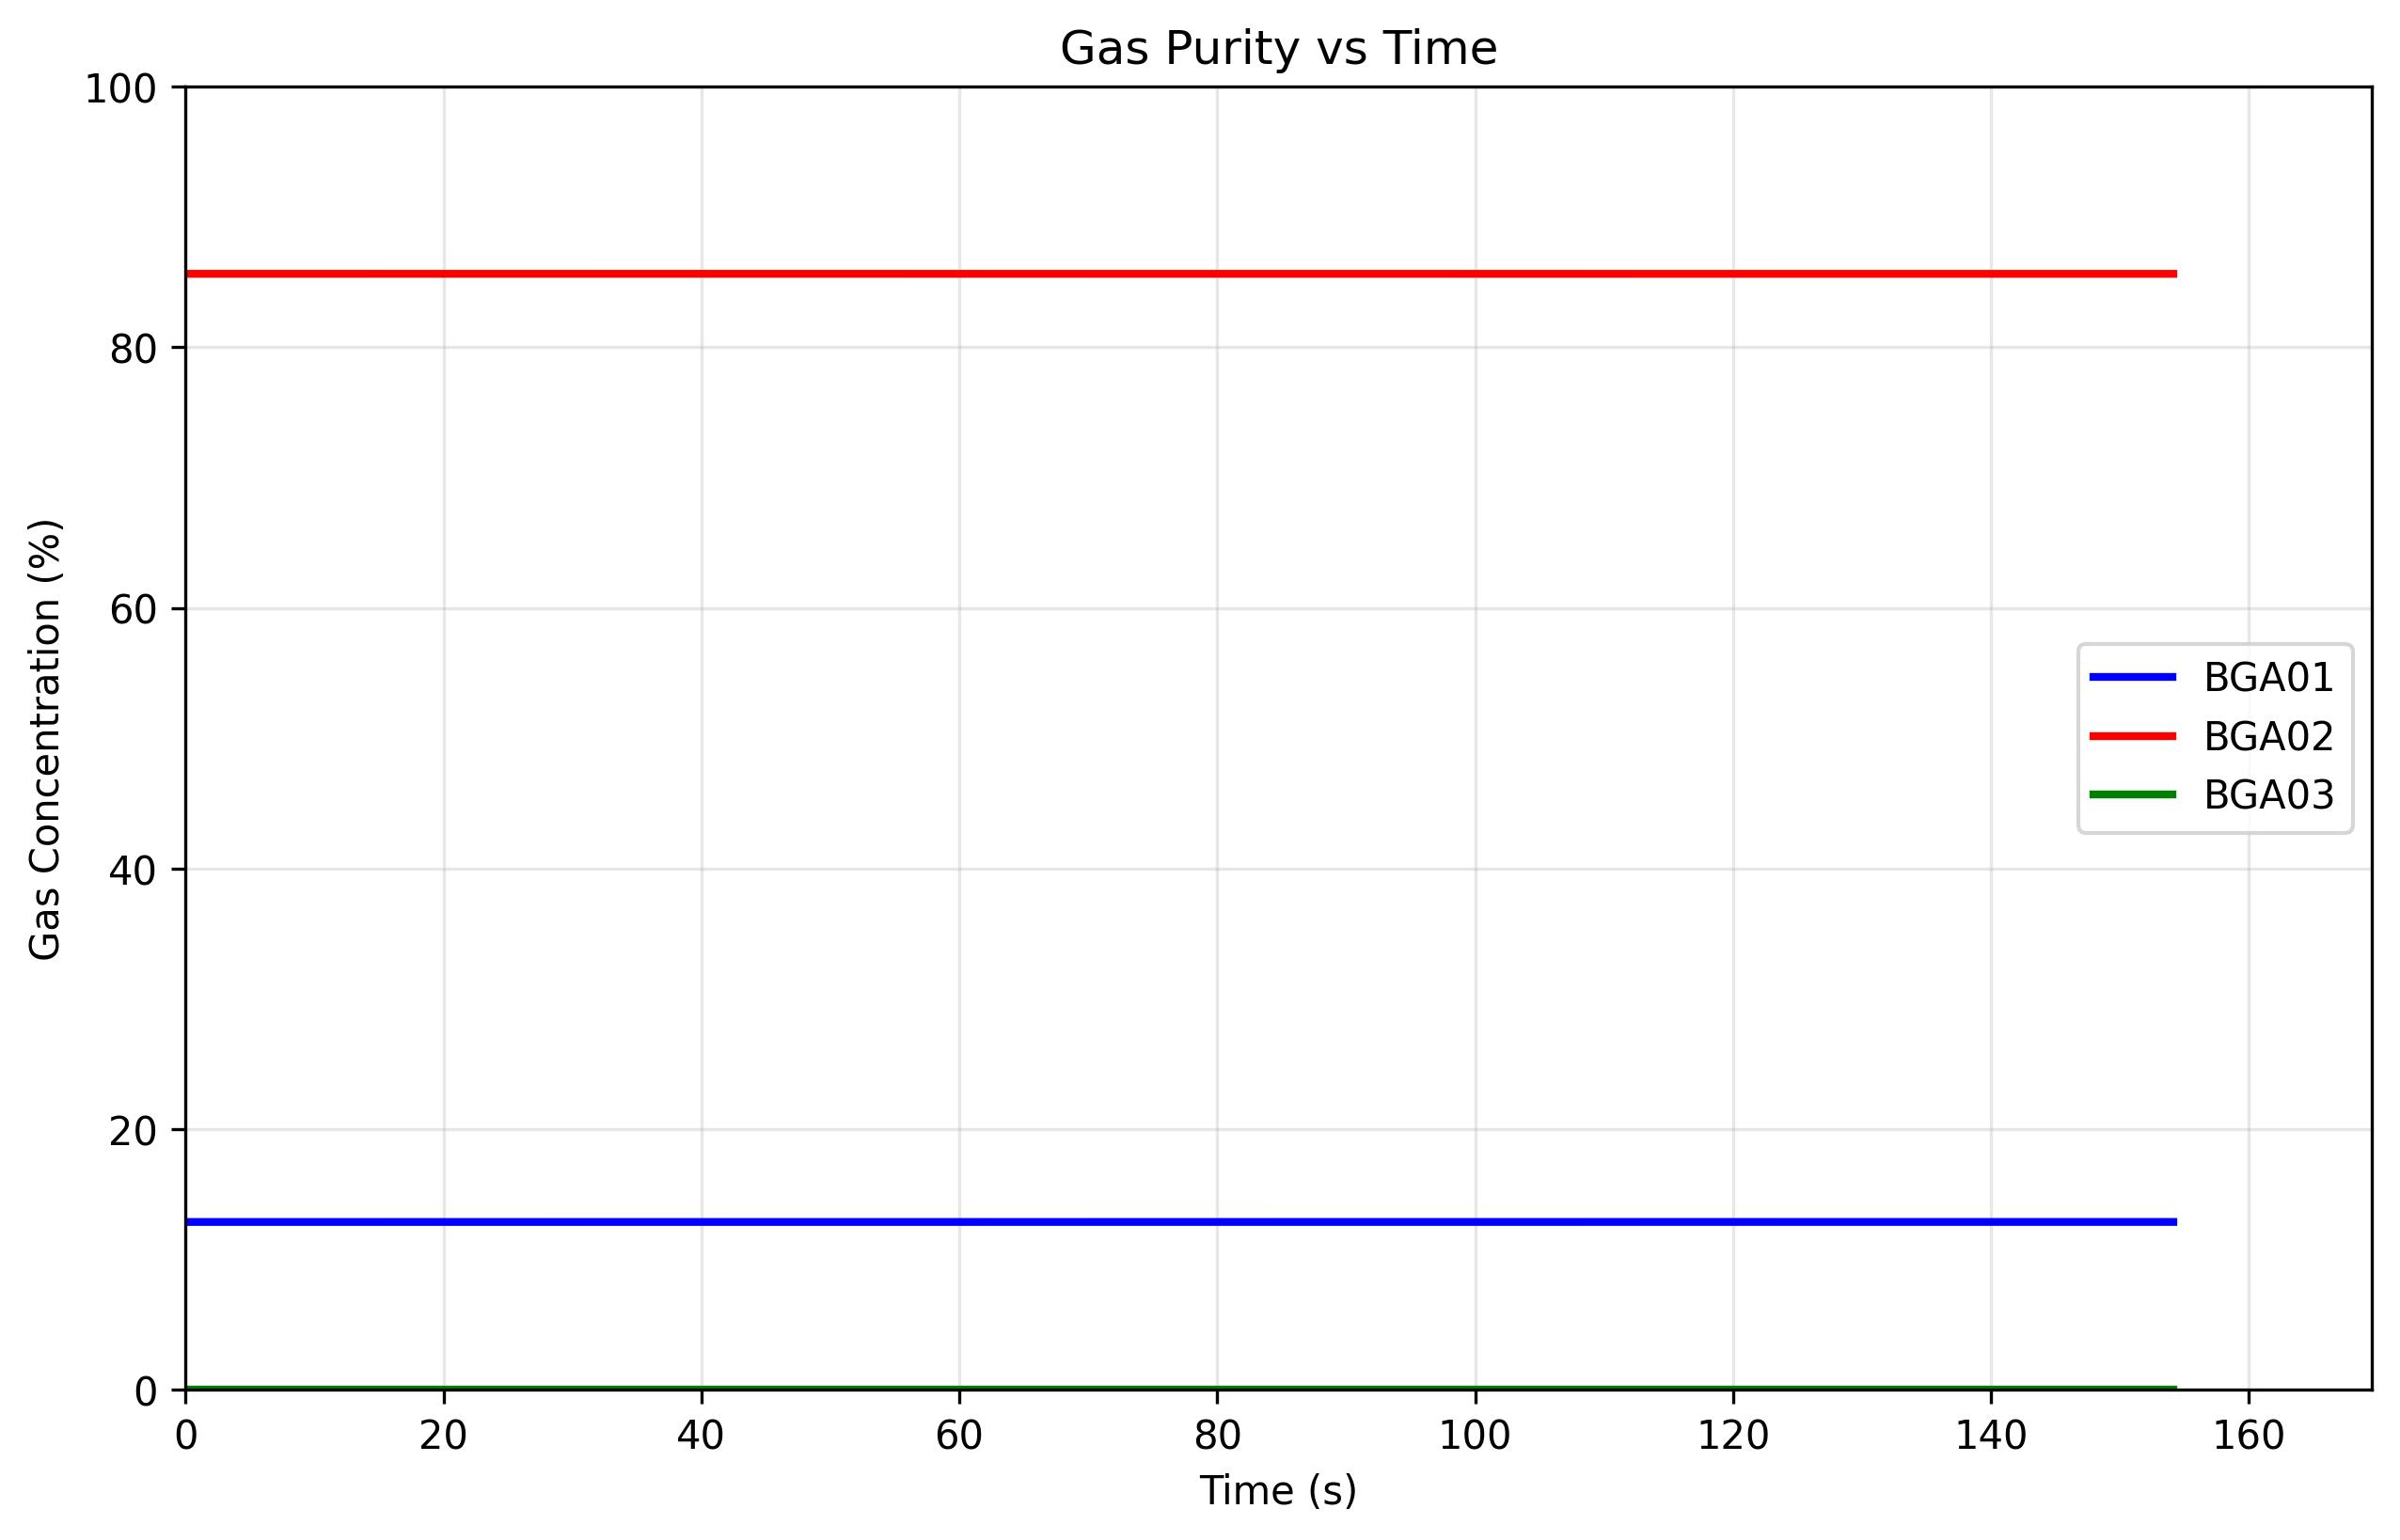 Gas Purity vs Time
Gas Concentration (%)
100
80
60
40
20
0
BGA01
BGA02
BGA03
0 20 40 60 80 100 120 140 160
Time (s)